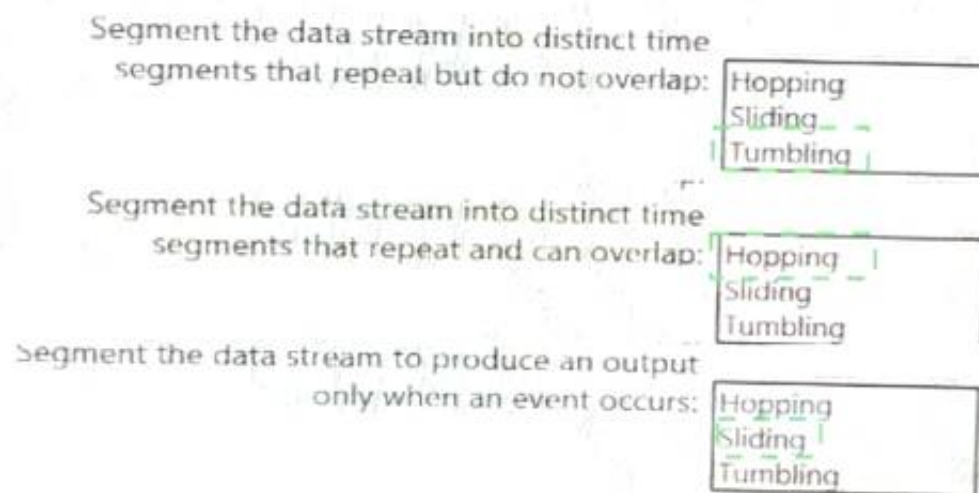 Segment the data stream into distinct time
segments that repeat but do not overlap:
Hopping
Sliding
Tumbling
Segment the data stream into distinct time
segments that repeat and can overlap:
Hopping
Sliding
Tumbling
Segment the data stream to produce an output
only when an event occurs:
Hopping
Sliding
Tumbling